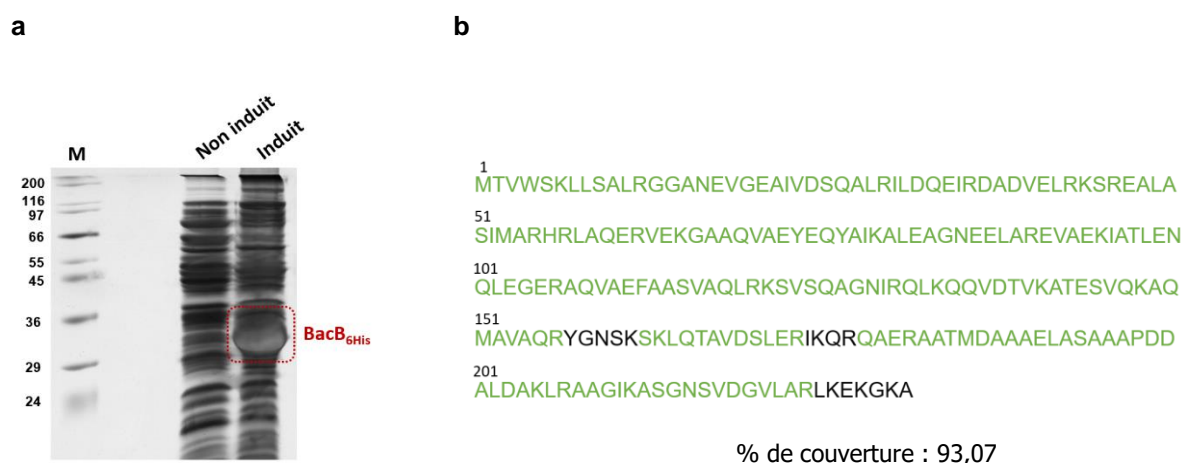 a
b
Non induit
Induit
M
200
116
97
66
55
45
36
29
24
BacB6His
1
MTVWSKLLSALRGGANEVGEAIVDSQALRILDQEIRDADVELRKSREALA
51
SIMARHRLAQERVEKGAAQVAEYEQYAIKALEAGNEELAREVAEKIATLEN
101
QLEGERAQVAEFAASVAQLRKSVSQAGNIRQLKQQVDTVKATESVQKAQ
151
MAVAQRYGNSKSKLQTAVDSLERIKQRQAERAATMDAAAELASAAAPDD
201
ALDAKLRAAGIKASGNSVDGVLARLKEKGKA
% de couverture : 93,07